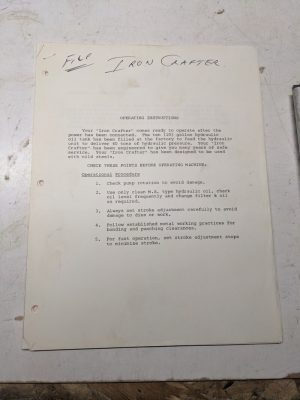 File Iron Crafter
OPERATING INSTRUCTIONS
Your "Iron Crafter" comes ready to operate after the
power has been connected. The ten (10) gallon hydraulic
oil tank has been filled at the factory to feed the hydraulic
unit to deliver 40 tons of hydraulic pressure. Your "Iron
Crafter" has been engineered to give you many years of safe
service. Your "Iron Crafter" has been designed to be used
with mild steels.
CHECK THESE POINTS BEFORE OPERATING MACHINE:
Operational Procedure
1. Check pump rotation to avoid damage.
2. Use only clean M.S. type hydraulic oil, check
oil level frequently and change filter & oil
as required.
3. Always set stroke adjustment carefully to avoid
damage to dies or work.
4. Follow established metal working practices for
bending and punching clearances.
5. For fast operation, set stroke adjustment stops
to minimize stroke.